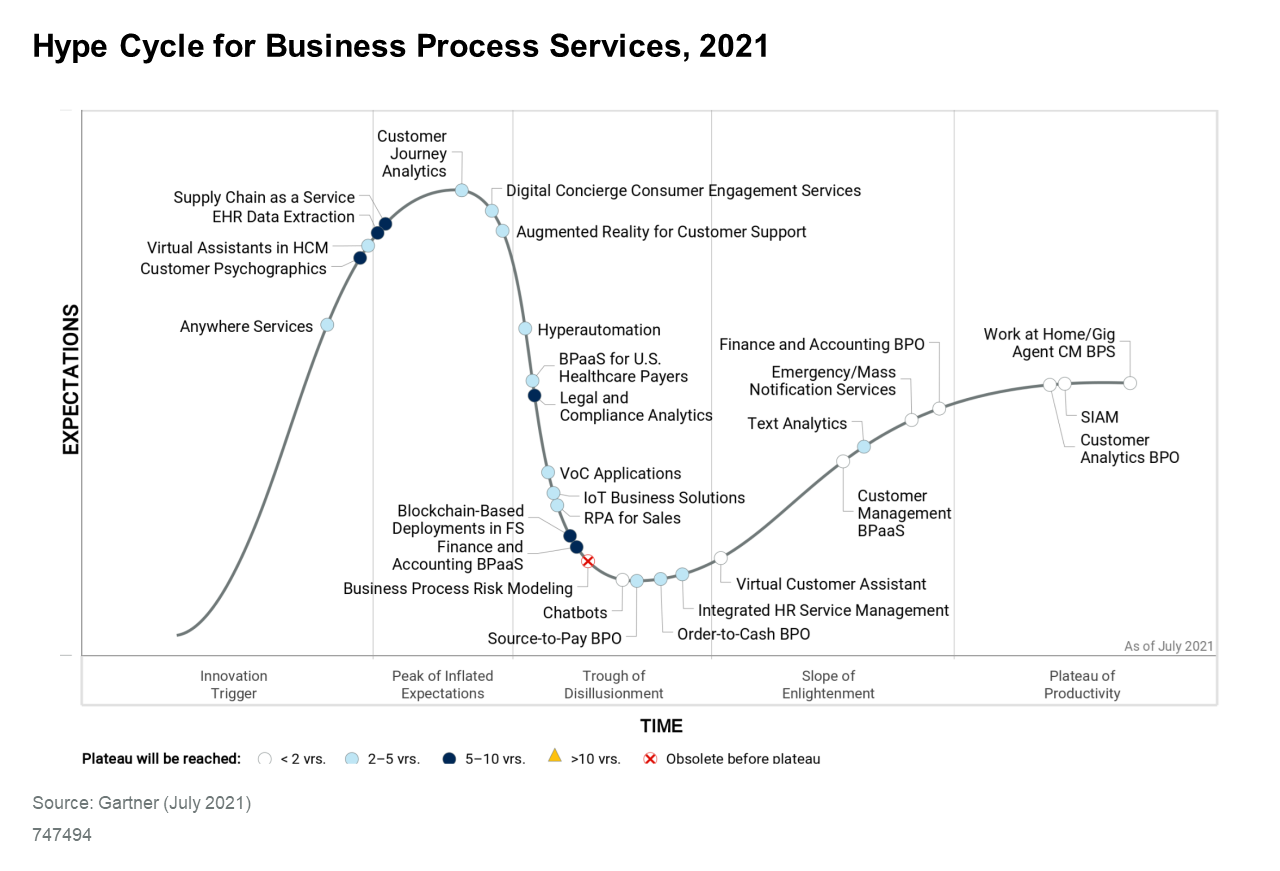 Hype Cycle for Business Process Services, 2021
EXPECTATIONS
Customer
Journey
Analytics
Supply Chain as a Service
EHR Data Extraction
Virtual Assistants in HCM
Customer Psychographics
Anywhere Services
Digital Concierge Consumer Engagement Services
Augmented Reality for Customer Support
Hyperautomation
BPaaS for U.S.
Healthcare Payers
Legal and
Compliance Analytics
VoC Applications
IoT Business Solutions
RPA for Sales
Blockchain-Based
Deployments in FS
Finance and
Accounting BPaaS
Business Process Risk Modeling
Chatbots
Source-to-Pay BPO
Order-to-Cash BPO
Integrated HR Service Management
Virtual Customer Assistant
Customer
Management
BPaaS
Text Analytics
Emergency/Mass
Notification Services
Finance and Accounting BPO
Work at Home/Gig
Agent CM BPS
SIAM
Customer
Analytics BPO
As of July 2021
Innovation
Trigger
Peak of Inflated
Expectations
Trough of
Disillusionment
Slope of
Enlightenment
Plateau of
Productivity
TIME
Plateau will be reached: < 2 yrs. 2–5 yrs. 5–10 yrs. >10 yrs. Obsolete before plateau
Source: Gartner (July 2021)
747494